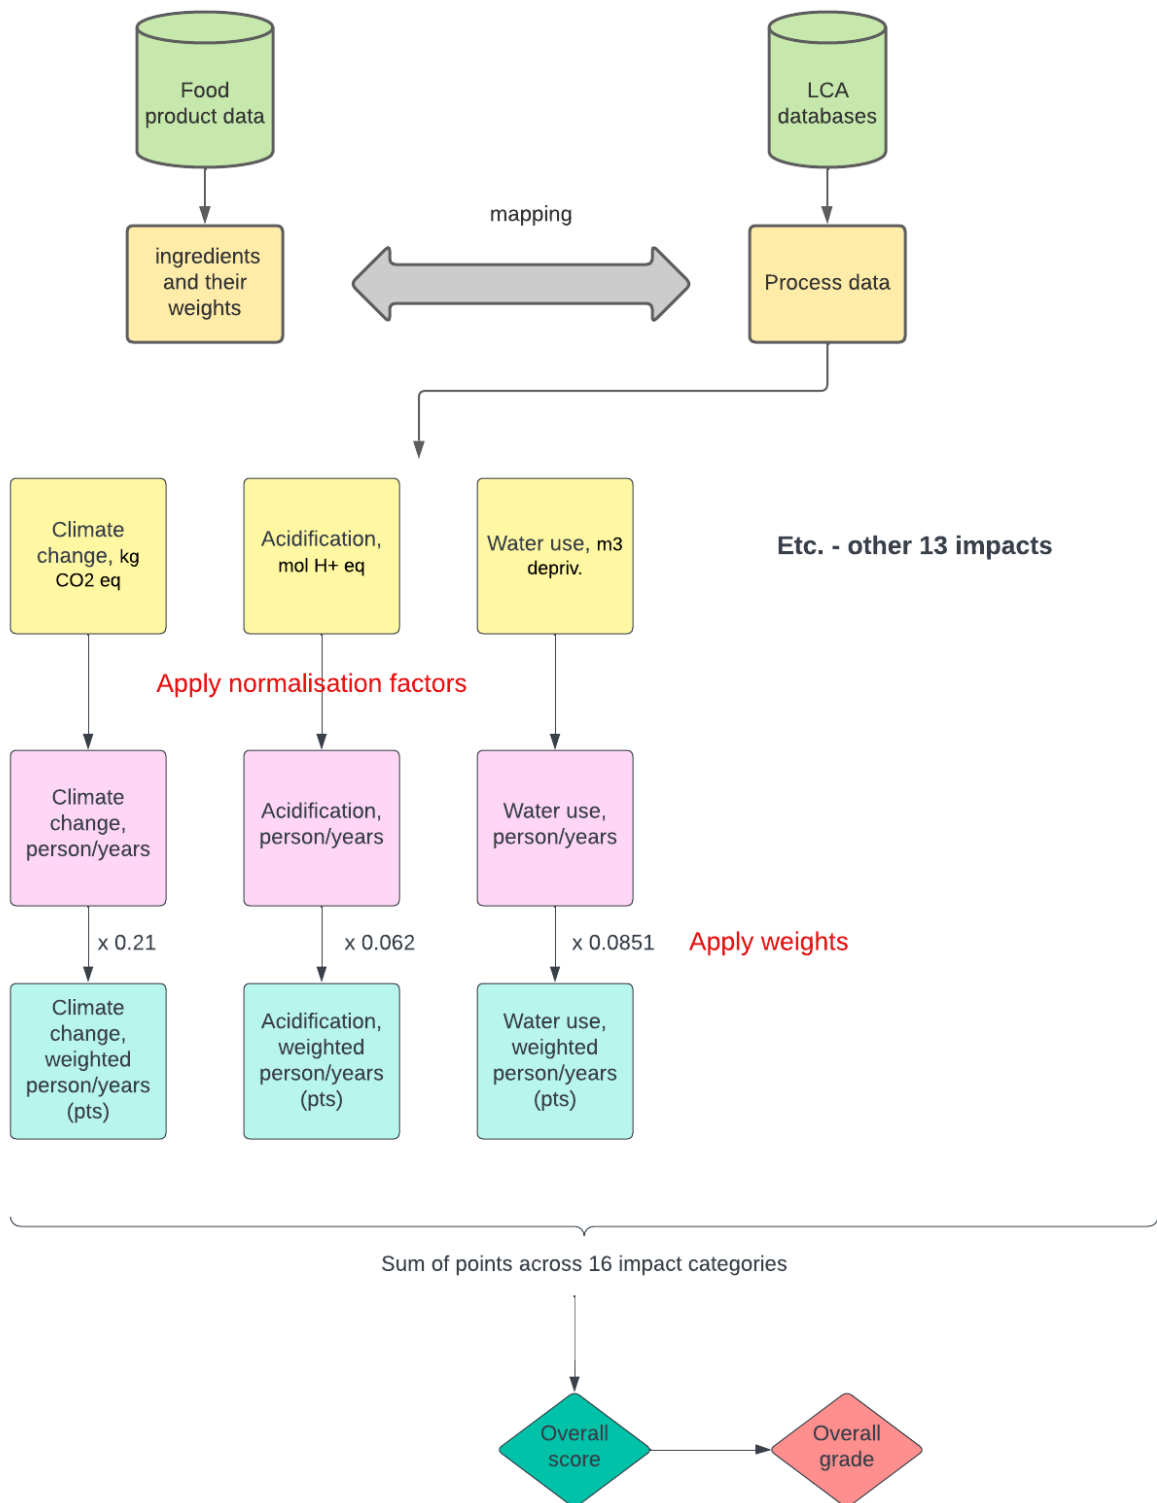 Food
product data
LCA
databases
mapping
ingredients
and their
weights
Process data
Climate
change, kg
CO2 eq
Acidification,
mol H+ eq
Water use, m3
depriv.
Etc. - other 13 impacts
Apply normalisation factors
Climate
change,
person/years
Acidification,
person/years
Water use,
person/years
x 0.21
x 0.062
x 0.0851
Apply weights
Climate
change,
weighted
person/years
(pts)
Acidification,
weighted
person/years
(pts)
Water use,
weighted
person/years
(pts)
Sum of points across 16 impact categories
Overall
score
Overall
grade